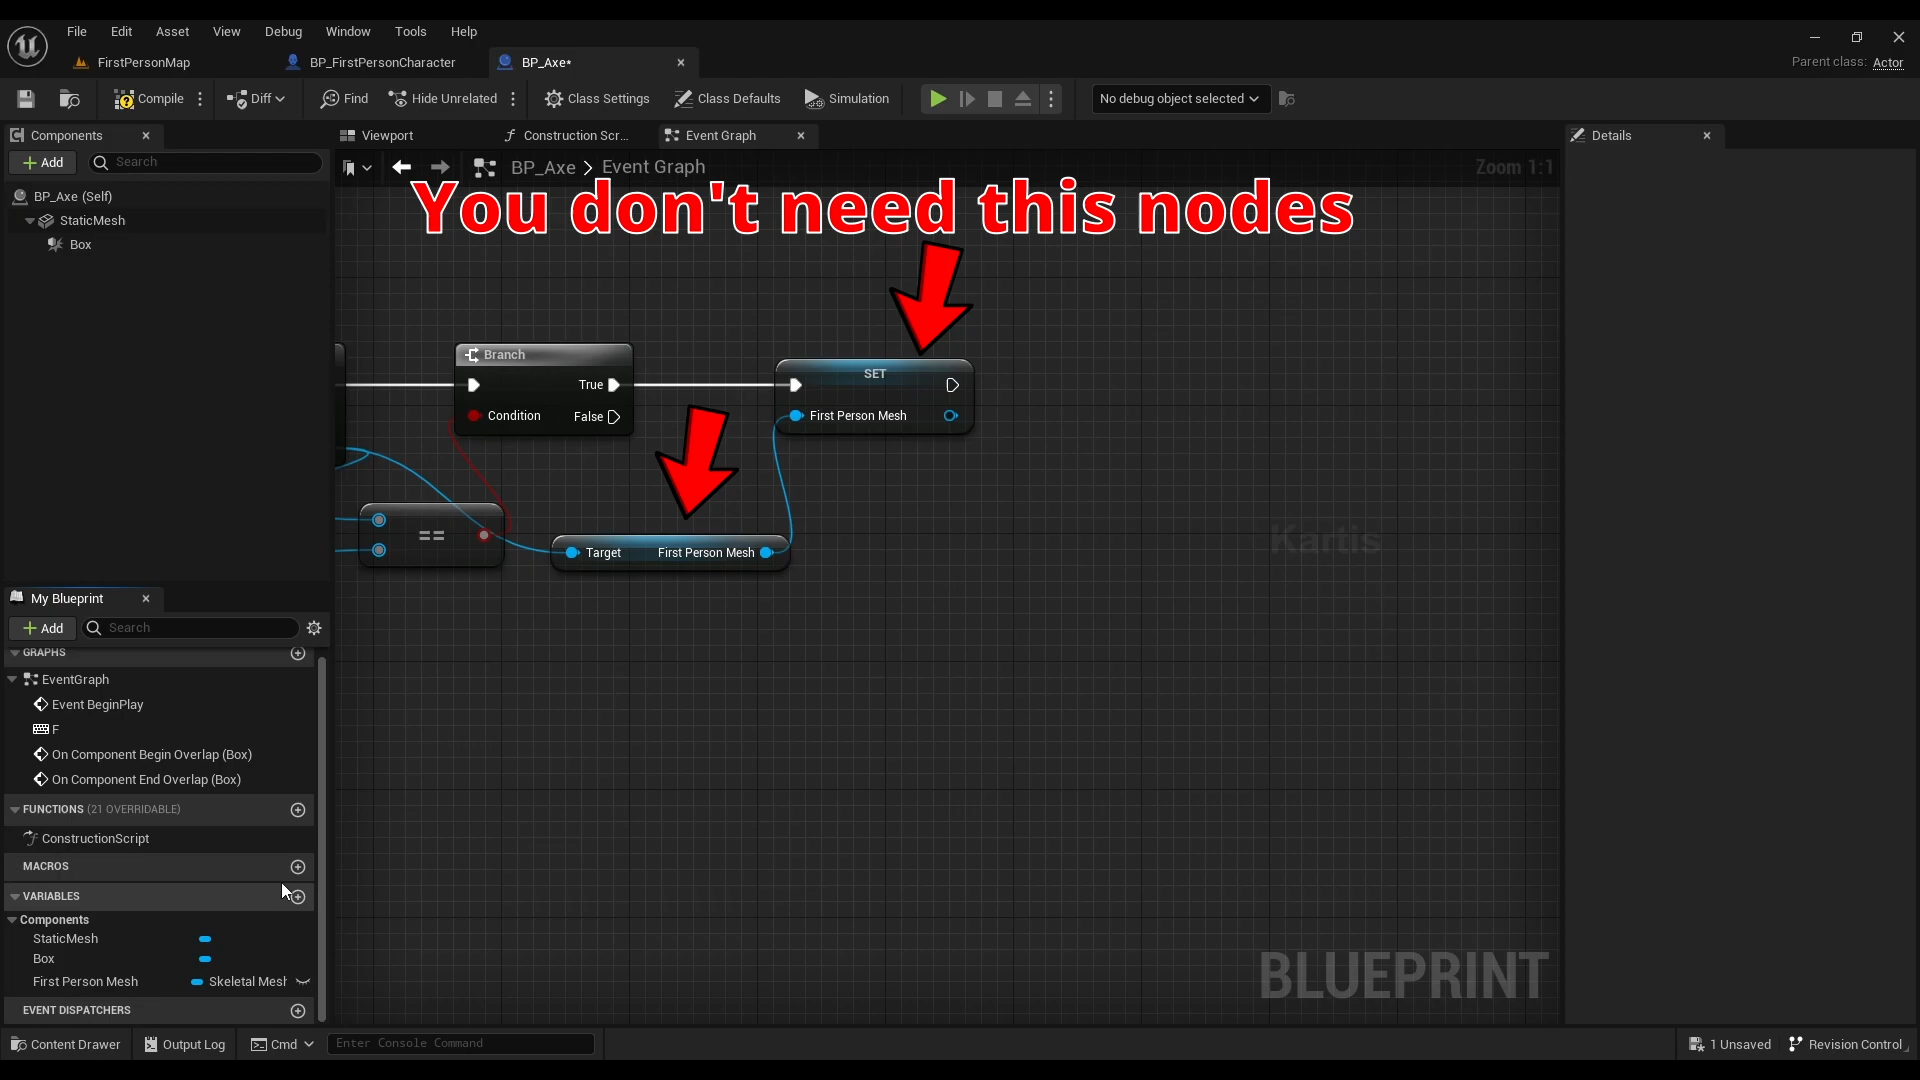 File Edit Asset View Debug Window Tools Help
FirstPersonMap BP_FirstPersonCharacter BP_Axe*
Parent class: Actor
Compile Diff Find Hide Unrelated Class Settings Class Defaults Simulation No debug object selected
Components
Add Search
BP_Axe (Self)
StaticMesh
Box
Viewport Construction Scr... Event Graph
BP_Axe > Event Graph
Zoom 1:1
Details
You don't need this nodes
Branch
True
Condition False
SET
First Person Mesh
==
Target First Person Mesh
Kartis
BLUEPRINT
My Blueprint
Add Search
GRAPHS
EventGraph
Event BeginPlay
F
On Component Begin Overlap (Box)
On Component End Overlap (Box)
FUNCTIONS (21 OVERRIDABLE)
ConstructionScript
MACROS
VARIABLES
Components
StaticMesh
Box
First Person Mesh Skeletal Mesh
EVENT DISPATCHERS
Content Drawer Output Log Cmd Enter Console Command
1 Unsaved Revision Control